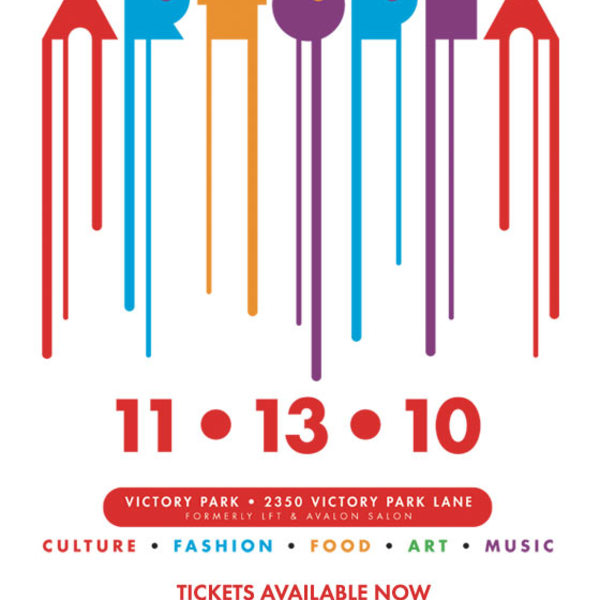 ARTOPIA
11 • 13 • 10
VICTORY PARK • 2350 VICTORY PARK LANE
FORMERLY LFT & AVALON SALON
CULTURE • FASHION • FOOD • ART • MUSIC
TICKETS AVAILABLE NOW